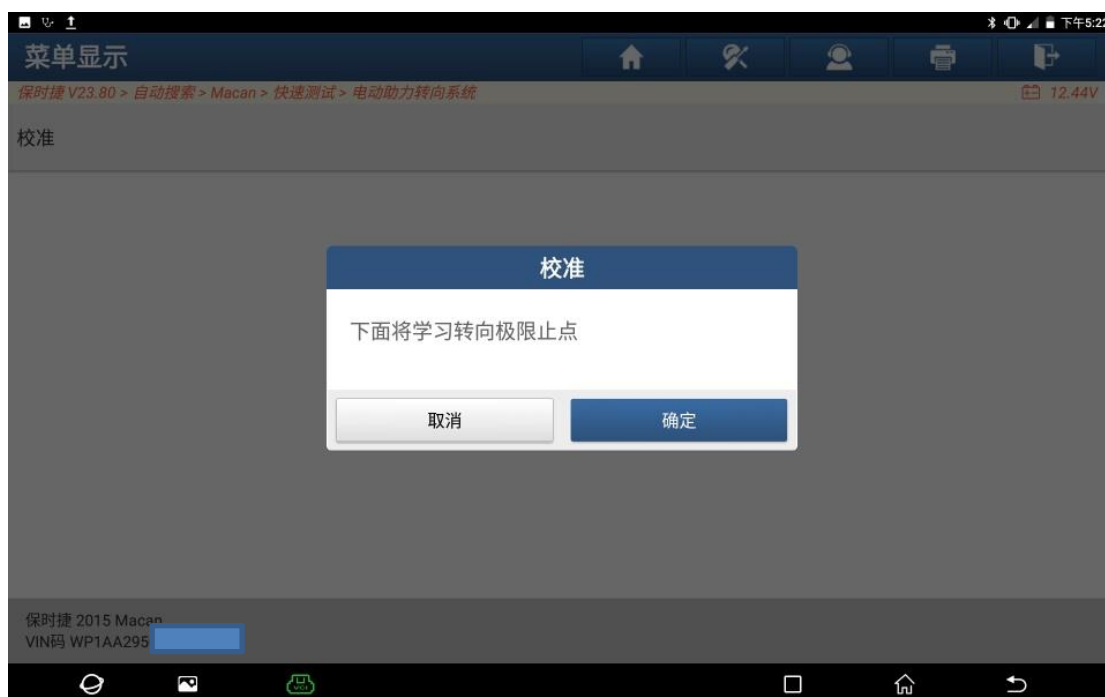 下午5:22
菜单显示
保时捷 V23.80 > 自动搜索 > Macan > 快速测试 > 电动助力转向系统
12.44V
校准
校准
下面将学习转向极限止点
取消
确定
保时捷 2015 Macan
VIN码 WP1AA295
VCI